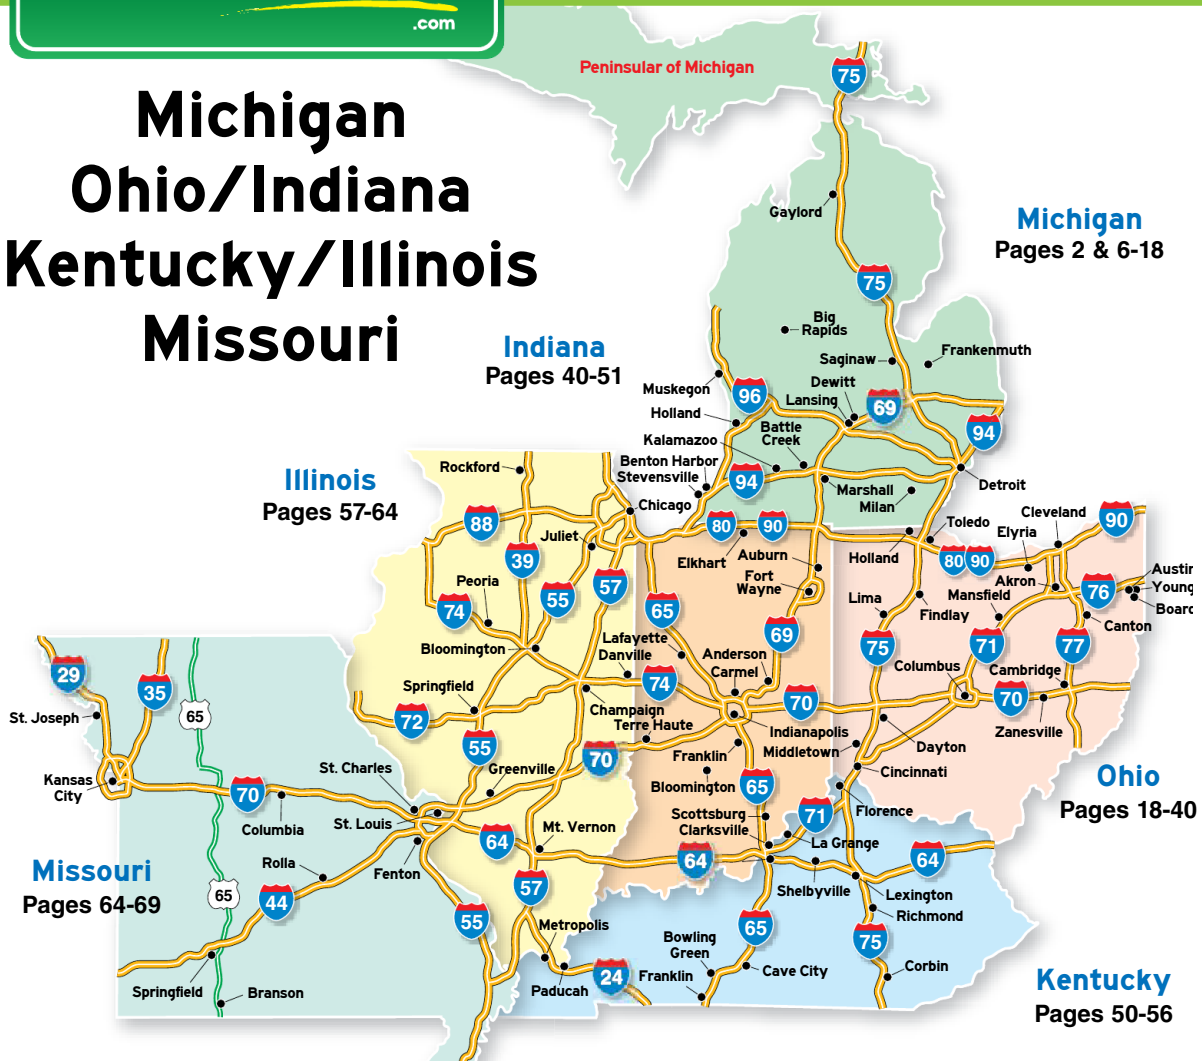 .com
Michigan
Ohio/Indiana
Kentucky/Illinois
Missouri
Peninsular of Michigan
75
Gaylord
Michigan
Pages 2 & 6-18
75
Big
Rapids
Saginaw
Frankenmuth
Indiana
Pages 40-51
Muskegon
96
Dewitt
Lansing
69
Holland
Battle
Creek
94
Kalamazoo
Benton Harbor
Stevensville
94
Marshall
Milan
Detroit
Illinois
Pages 57-64
Rockford
Chicago
88
80
90
Toledo
Cleveland
90
Elyria
Juliet
39
Elkhart
Auburn
Fort
Wayne
Holland
80
90
Akron
76
Austin
Young
Board
Peoria
74
55
57
65
Lima
Findlay
Mansfield
Canton
Bloomington
Lafayette
Danville
69
75
71
77
Anderson
Carmel
Columbus
Cambridge
29
35
65
St. Joseph
Springfield
72
74
70
70
Champaign
Terre Haute
Indianapolis
Middletown
Zanesville
Dayton
55
Greenville
70
Franklin
Bloomington
65
Cincinnati
Kansas
City
70
Columbia
St. Charles
St. Louis
Florence
Ohio
Pages 18-40
Scottsburg
Clarksville
71
La Grange
64
Mt. Vernon
64
64
Missouri
Pages 64-69
Rolla
Fenton
Shelbyville
Lexington
Richmond
65
44
57
55
Metropolis
65
75
Bowling
Green
Cave City
Corbin
Springfield
Branson
Paducah
24
Franklin
Kentucky
Pages 50-56